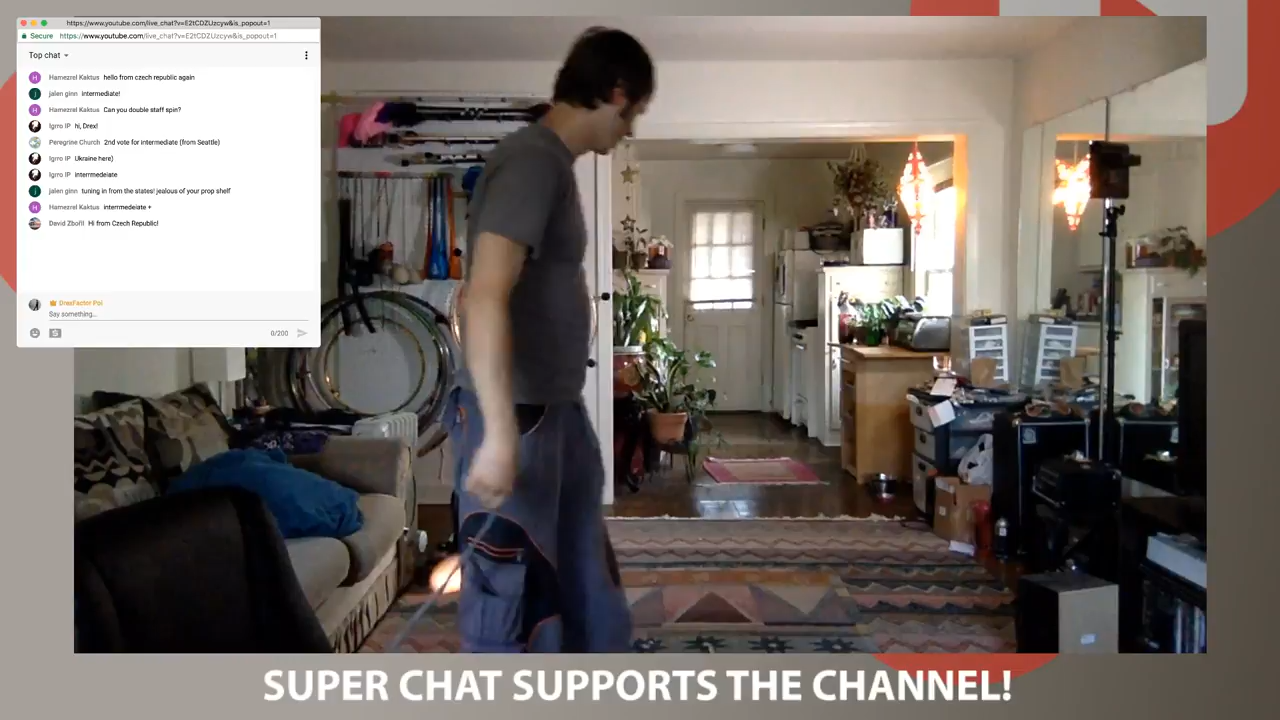 https://www.youtube.com/live_chat?v=E2tCDZUzcyw&is_popout=1
Secure https://www.youtube.com/live_chat?v=E2tCDZUzcyw&is_popout=1
Top chat
H Hamezrel Kaktus hello from czech republic again
j jalen ginn intermediate!
H Hamezrel Kaktus Can you double staff spin?
Igrro IP hi, Drex!
Peregrine Church 2nd vote for intermediate (from Seattle)
Igrro IP Ukraine here)
Igrro IP interrmedeiate
j jalen ginn tuning in from the states! jealous of your prop shelf
H Hamezrel Kaktus interrmedeiate +
David Zbořil Hi from Czech Republic!
DrexFactor Poi
Say something...
0/200
SUPER CHAT SUPPORTS THE CHANNEL!